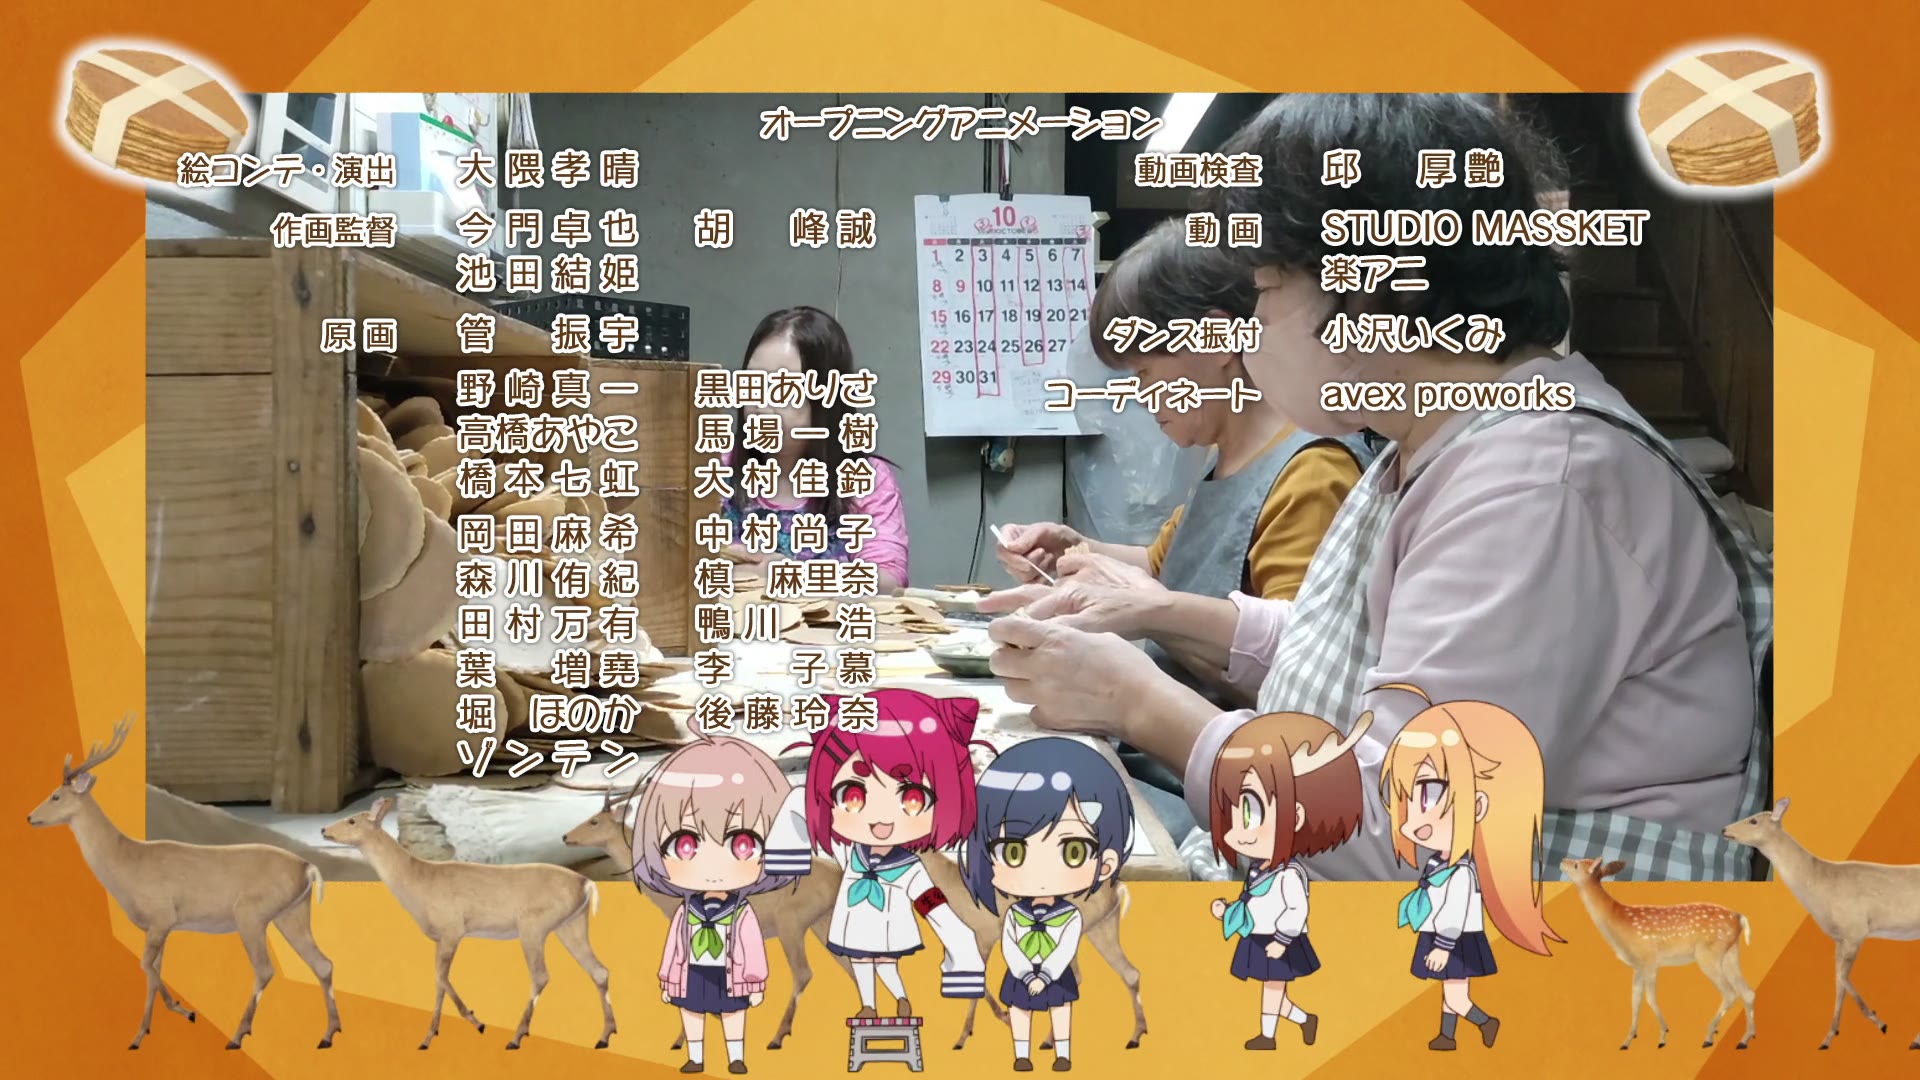 オープニングアニメーション
絵コンテ・演出 大隈孝晴
作画監督 今門卓也 胡峰誠
池田結姫
原画 管振宇
野崎真一 黒田ありさ
高橋あやこ 馬場一樹
橋本七虹 大村佳鈴
岡田麻希 中村尚子
森川侑紀 槙麻里奈
田村万有 鴨川浩
葉増堯 李子慕
堀ほのか 後藤玲奈
ゾンテン
動画検査 邱厚艶
動画 STUDIO MASSKET
楽アニ
ダンス振付 小沢いくみ
コーディネート avex proworks
10
OCTOBER
1 2 3 4 5 6 7
8 9 10 11 12 13 14
15 16 17 18 19 20 21
22 23 24 25 26 27
29 30 31